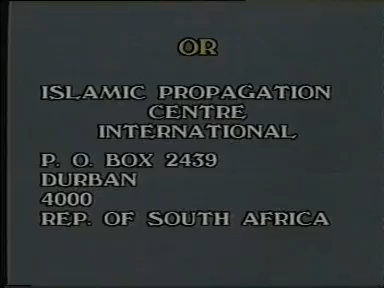 OR
ISLAMIC PROPAGATION
CENTRE
INTERNATIONAL
P. O. BOX 2439
DURBAN
4000
REP. OF SOUTH AFRICA